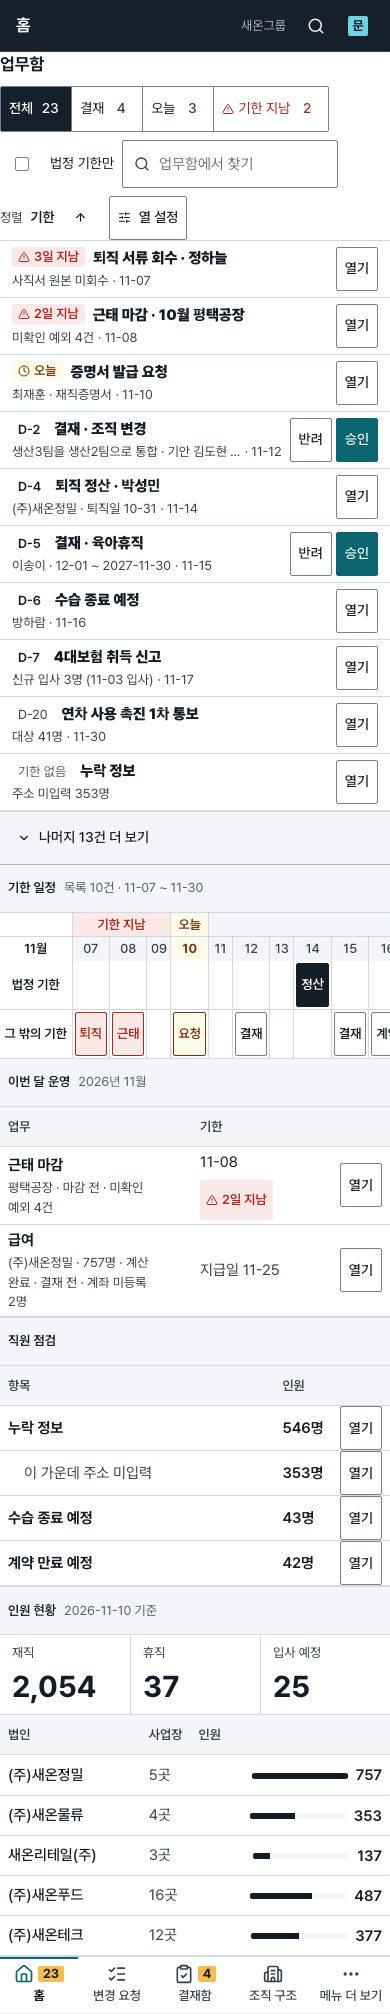 홈 새온그룹 문
업무함
전체 23 결재 4 오늘 3 기한 지남 2
법정 기한만 업무함에서 찾기
정렬 기한 열 설정
3일 지남 퇴직 서류 회수 · 정하늘
사직서 원본 미회수 · 11-07
열기
2일 지남 근태 마감 · 10월 평택공장
미확인 예외 4건 · 11-08
열기
오늘 증명서 발급 요청
최재훈 · 재직증명서 · 11-10
열기
D-2 결재 · 조직 변경
생산3팀을 생산2팀으로 통합 · 기안 김도현 ... · 11-12
반려 승인
D-4 퇴직 정산 · 박성민
(주)새온정밀 · 퇴직일 10-31 · 11-14
열기
D-5 결재 · 육아휴직
이송이 · 12-01 ~ 2027-11-30 · 11-15
반려 승인
D-6 수습 종료 예정
방하람 · 11-16
열기
D-7 4대보험 취득 신고
신규 입사 3명 (11-03 입사) · 11-17
열기
D-20 연차 사용 촉진 1차 통보
대상 41명 · 11-30
열기
기한 없음 누락 정보
주소 미입력 353명
열기
나머지 13건 더 보기
기한 일정 목록 10건 · 11-07 ~ 11-30
기한 지남 오늘
11월 07 08 09 10 11 12 13 14 15
법정 기한 정산
그 밖의 기한 퇴직 근태 요청 결재 결재
이번 달 운영 2026년 11월
업무 기한
근태 마감
평택공장 · 마감 전 · 미확인
예외 4건
11-08
2일 지남
열기
급여
(주)새온정밀 · 757명 · 계산
완료 · 결재 전 · 계좌 미등록
2명
지급일 11-25
열기
직원 점검
항목 인원
누락 정보 546명 열기
이 가운데 주소 미입력 353명 열기
수습 종료 예정 43명 열기
계약 만료 예정 42명 열기
인원 현황 2026-11-10 기준
재직 휴직 입사 예정
2,054 37 25
법인 사업장 인원
(주)새온정밀 5곳 757
(주)새온물류 4곳 353
새온리테일(주) 3곳 137
(주)새온푸드 16곳 487
(주)새온테크 12곳 377
23 4
홈 변경 요청 결재함 조직 구조 메뉴 더 보기